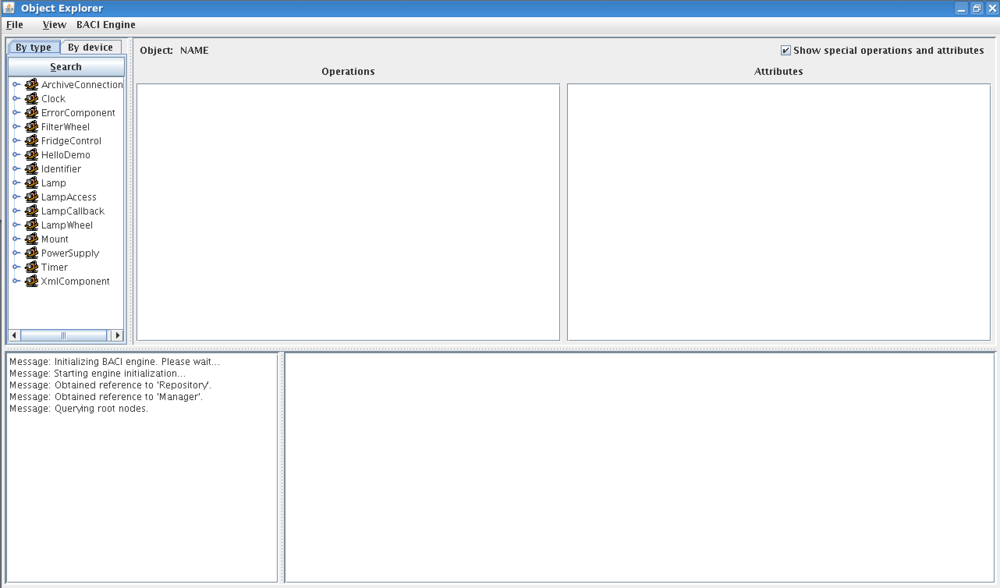 Object Explorer
File View BACI Engine
By type By device
Search
ArchiveConnection
Clock
ErrorComponent
FilterWheel
FridgeControl
HelloDemo
Identifier
Lamp
LampAccess
LampCallback
LampWheel
Mount
PowerSupply
Timer
XmlComponent
Object: NAME
Show special operations and attributes
Operations
Attributes
Message: Initializing BACI engine. Please wait...
Message: Starting engine initialization...
Message: Obtained reference to 'Repository'.
Message: Obtained reference to 'Manager'.
Message: Querying root nodes.